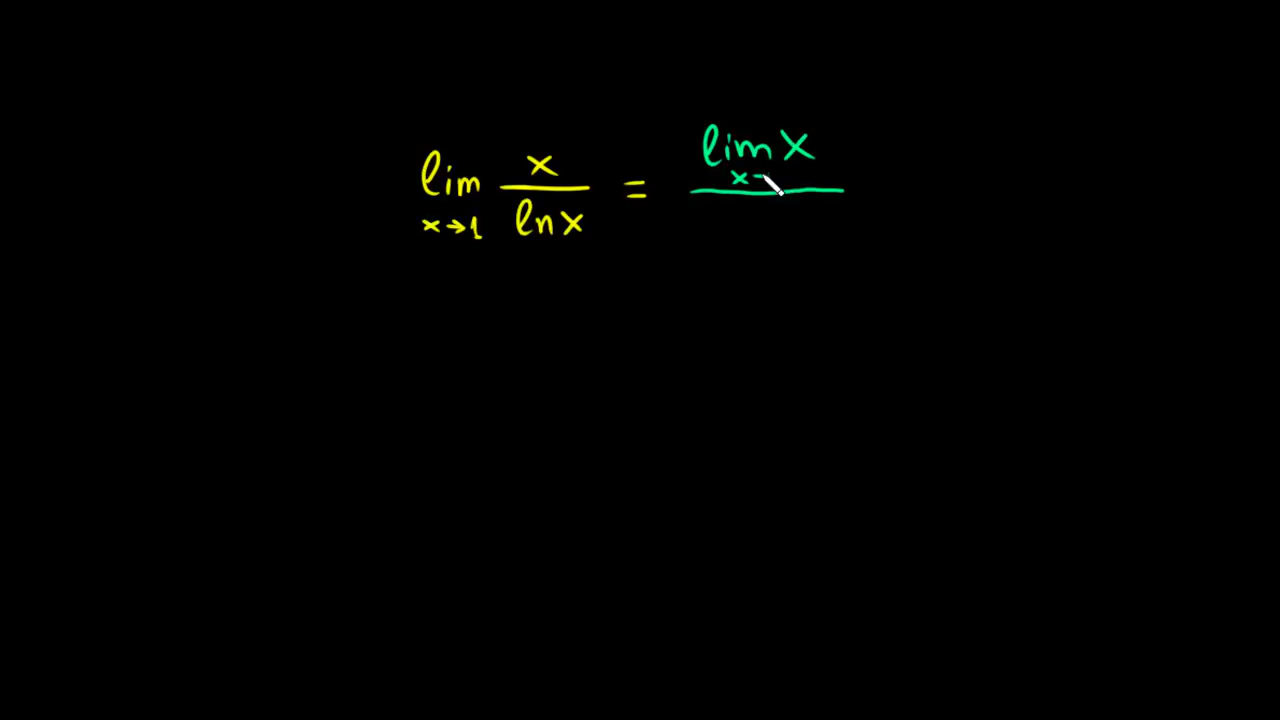 lim x→1 x/ln x = lim x- X